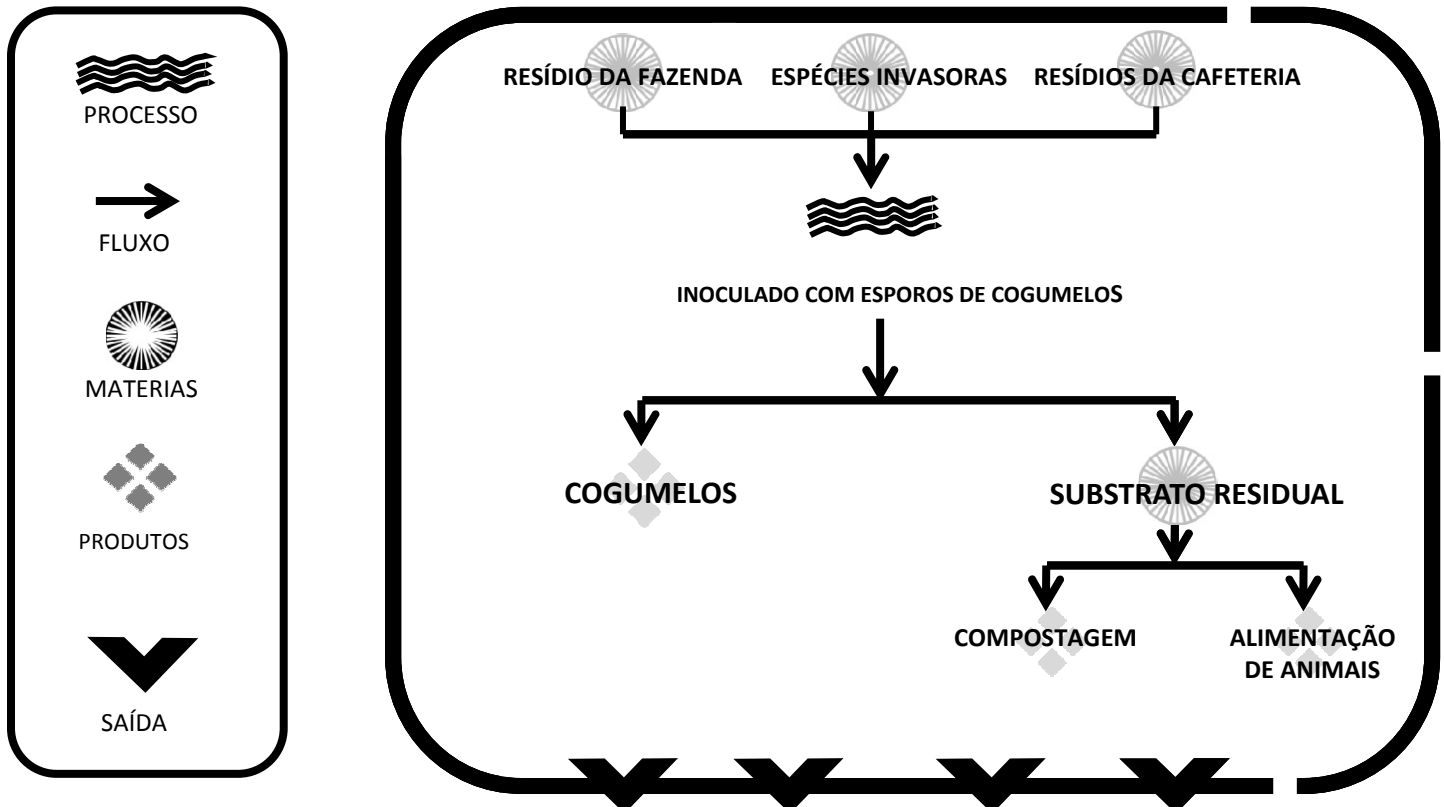 PROCESSO
FLUXO
MATERIAS
PRODUTOS
SAÍDA
RESÍDIO DA FAZENDA
ESPÉCIES INVASORAS
RESÍDIOS DA CAFETERIA
INOCULADO COM ESPOROS DE COGUMELOS
COGUMELOS
SUBSTRATO RESIDUAL
COMPOSTAGEM
ALIMENTAÇÃO
DE ANIMAIS